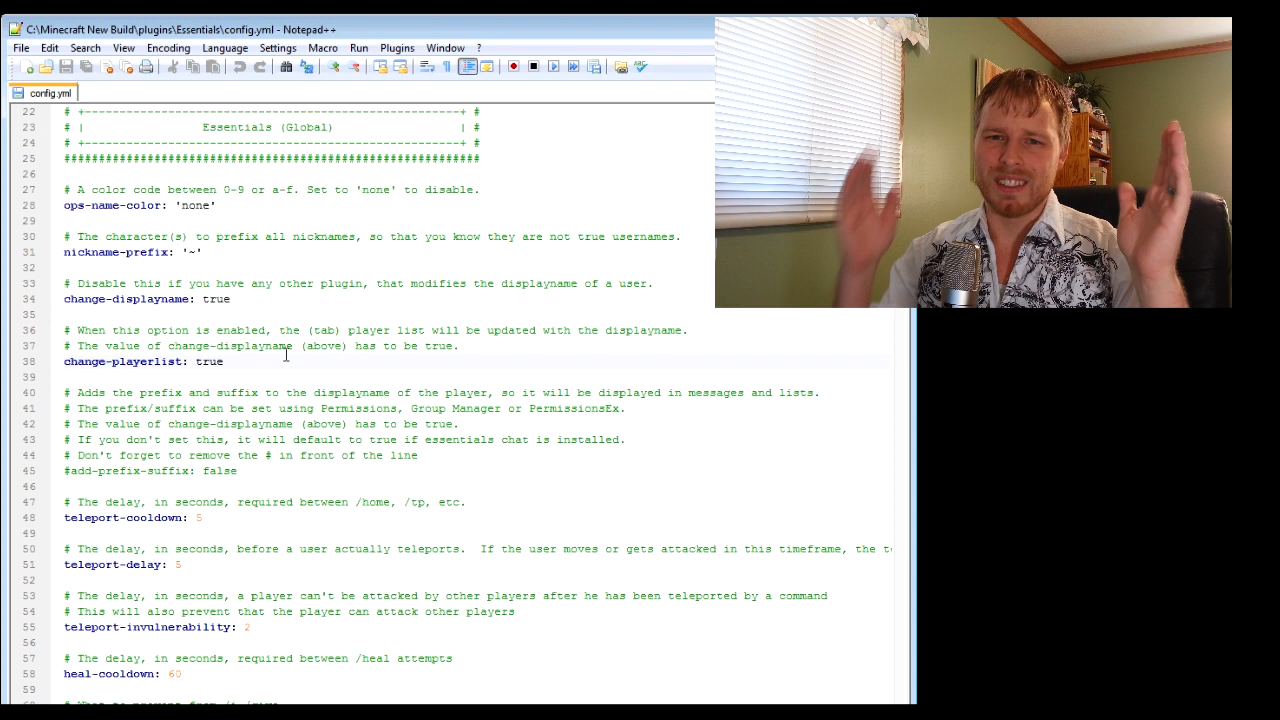 C:\Minecraft New Build\plugins\Essentials\config.yml - Notepad++
File Edit Search View Encoding Language Settings Macro Run Plugins Window ?
config.yml
22 # +------------------------------------------------------+ #
23 # | Essentials (Global) | #
24 # +------------------------------------------------------+ #
25 ############################################################
26
27 # A color code between 0-9 or a-f. Set to 'none' to disable.
28 ops-name-color: 'none'
29
30 # The character(s) to prefix all nicknames, so that you know they are not true usernames.
31 nickname-prefix: '~'
32
33 # Disable this if you have any other plugin, that modifies the displayname of a user.
34 change-displayname: true
35
36 # When this option is enabled, the (tab) player list will be updated with the displayname.
37 # The value of change-displayname (above) has to be true.
38 change-playerlist: true
39
40 # Adds the prefix and suffix to the displayname of the player, so it will be displayed in messages and lists.
41 # The prefix/suffix can be set using Permissions, Group Manager or PermissionsEx.
42 # The value of change-displayname (above) has to be true.
43 # If you don't set this, it will default to true if essentials chat is installed.
44 # Don't forget to remove the # in front of the line
45 #add-prefix-suffix: false
46
47 # The delay, in seconds, required between /home, /tp, etc.
48 teleport-cooldown: 5
49
50 # The delay, in seconds, before a user actually teleports.  If the user moves or gets attacked in this timeframe, the
51 teleport-delay: 5
52
53 # The delay, in seconds, a player can't be attacked by other players after he has been teleported by a command
54 # This will also prevent that the player can attack other players
55 teleport-invulnerability: 2
56
57 # The delay, in seconds, required between /heal attempts
58 heal-cooldown: 60
59